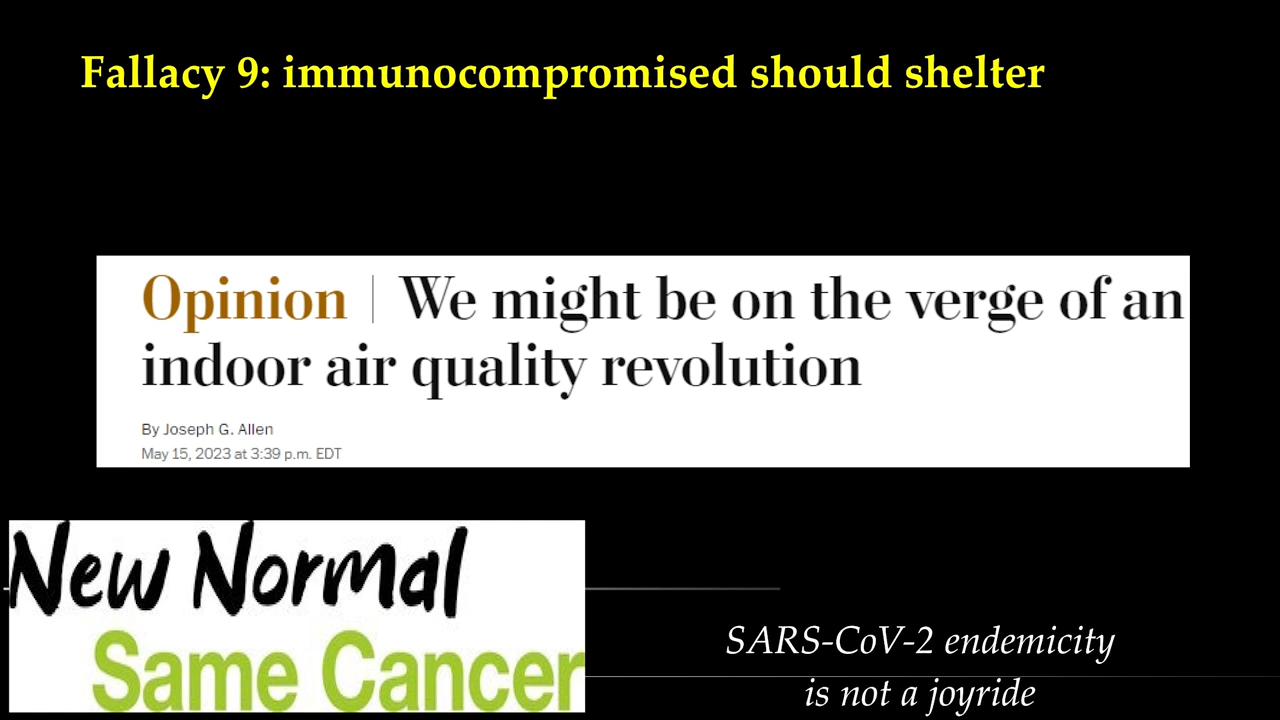 Fallacy 9: immunocompromised should shelter
Opinion | We might be on the verge of an
indoor air quality revolution
By Joseph G. Allen
May 15, 2023 at 3:39 p.m. EDT
New Normal
Same Cancer
SARS-CoV-2 endemicity
is not a joyride